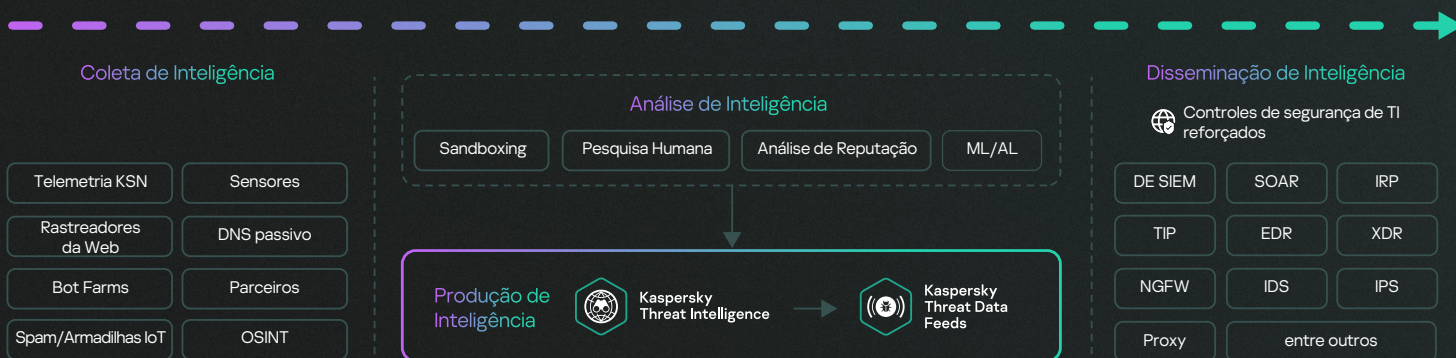 Coleta de Inteligência
Telemetria KSN
Sensores
Rastreadores
da Web
DNS passivo
Bot Farms
Parceiros
Spam/Armadilhas IoT
OSINT
Análise de Inteligência
Sandboxing
Pesquisa Humana
Análise de Reputação
ML/AL
Produção de
Inteligência
Kaspersky
Threat Intelligence
Kaspersky
Threat Data
Feeds
Disseminação de Inteligência
Controles de segurança de TI
reforçados
DE SIEM
SOAR
IRP
TIP
EDR
XDR
NGFW
IDS
IPS
Proxy
entre outros